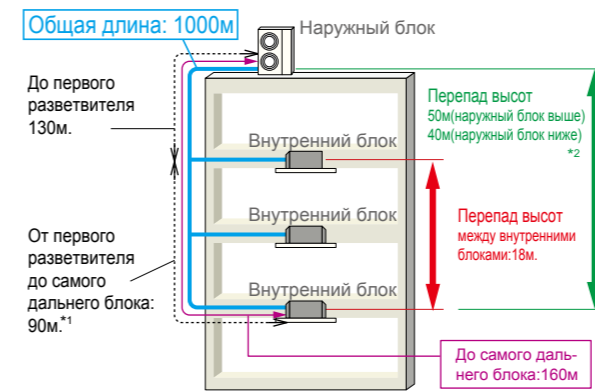 Общая длина: 1000м
Наружный блок
До первого
разветвителя
130м.
Перепад высот
50м(наружный блок выше)
40м(наружный блок ниже)
*2
Внутренний блок
Внутренний блок
Перепад высот
между внутренними
блоками:18м.
От первого
разветвителя
до самого
дальнего блока:
90м.*1
Внутренний блок
До самого даль-
него блока:160м